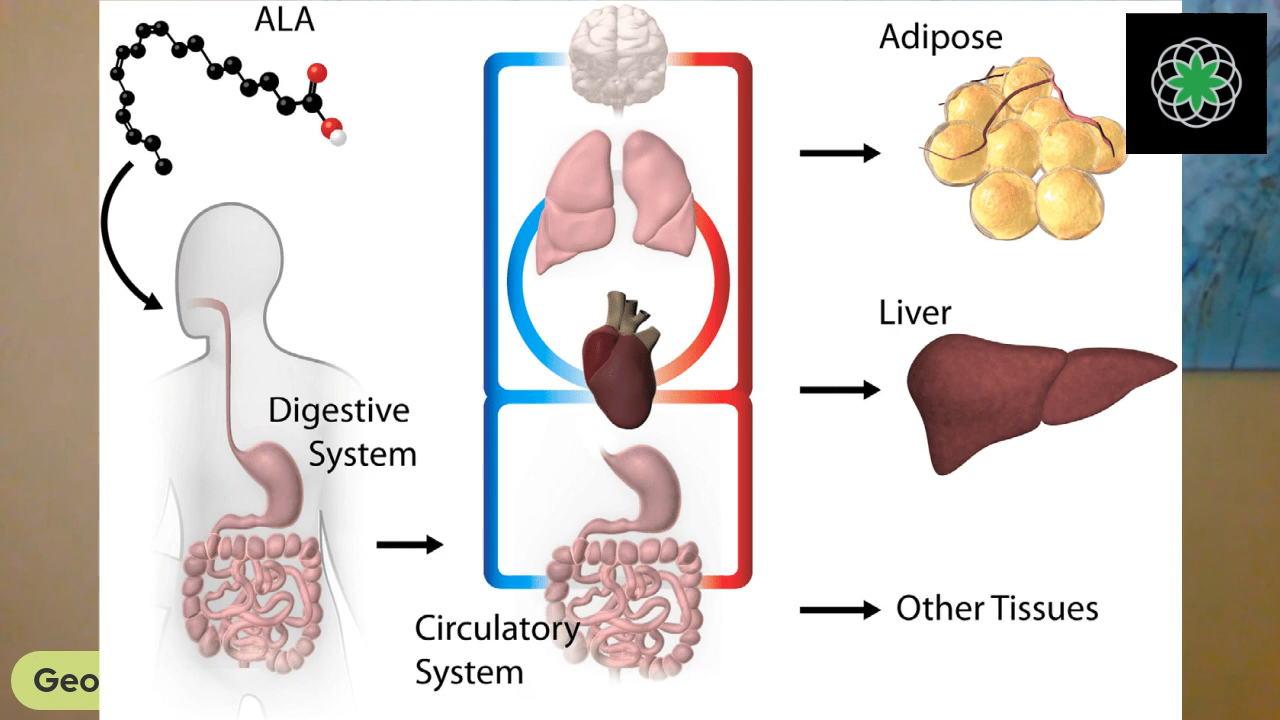 ALA
Adipose
Liver
Digestive
System
Circulatory
System
Other Tissues
Geo